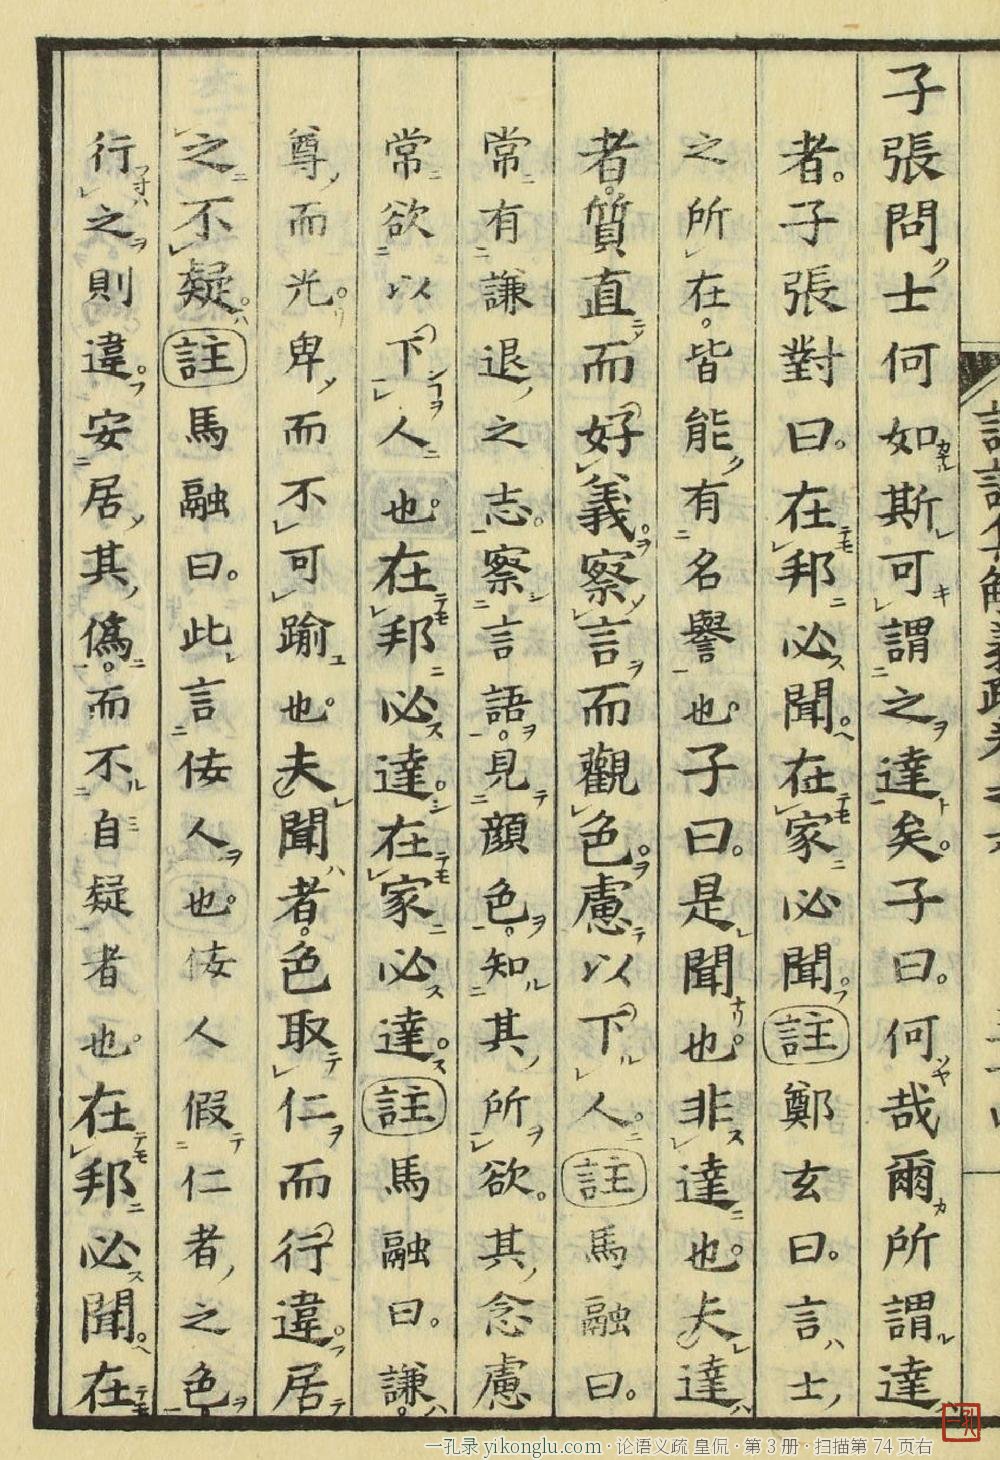 子張問士何如斯可謂之達矣子曰何哉爾所謂達
者子張對曰在邦必聞在家必聞註鄭玄曰言士
之所在皆能有名譽也子曰是聞也非達也夫達
者質直而好義察言而觀色慮以下人註馬融曰
常有謙退之志察言語見顔色知其所欲其念慮
常欲以下人也在邦必達在家必達註馬融曰謙
尊而光卑而不可踰也夫聞者色取仁而行違居
之不疑註馬融曰此言佞人也佞人假仁者之色
行之則違安居其僞而不自疑者也在邦必聞在
一孔录 yikonglu.com · 论语义疏 皇侃 · 第 3 册 · 扫描第 74 页右